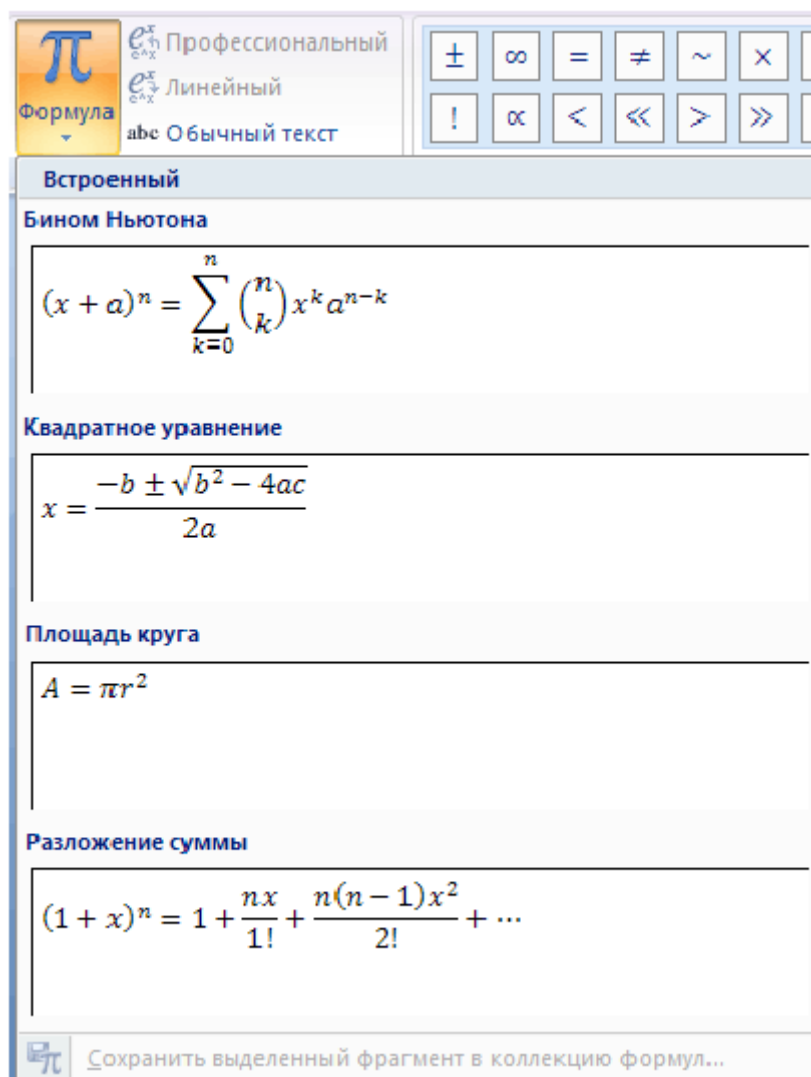 Профессиональный
Линейный
abc Обычный текст
Формула
± ∞ = ≠ ~ ×
! ∝ < ≪ > ≫
Встроенный
Бином Ньютона
(x + a)ⁿ = ∑ₖ₌₀ⁿ (n k) xᵏaⁿ⁻ᵏ
Квадратное уравнение
x = (−b ± √(b² − 4ac)) / 2a
Площадь круга
A = πr²
Разложение суммы
(1 + x)ⁿ = 1 + nx/1! + n(n − 1)x²/2! + ⋯
Сохранить выделенный фрагмент в коллекцию формул...